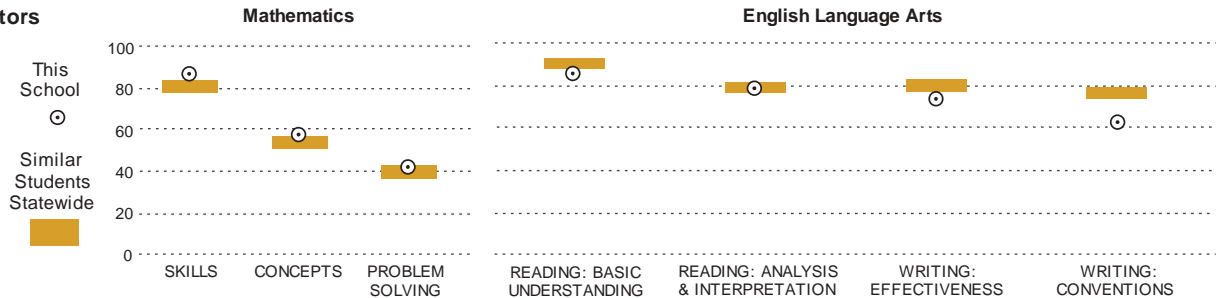 tors
Mathematics
English Language Arts
This
School
Similar
Students
Statewide
100
80
60
40
20
0
SKILLS
CONCEPTS
PROBLEM
SOLVING
READING: BASIC
UNDERSTANDING
READING: ANALYSIS
& INTERPRETATION
WRITING:
EFFECTIVENESS
WRITING:
CONVENTIONS